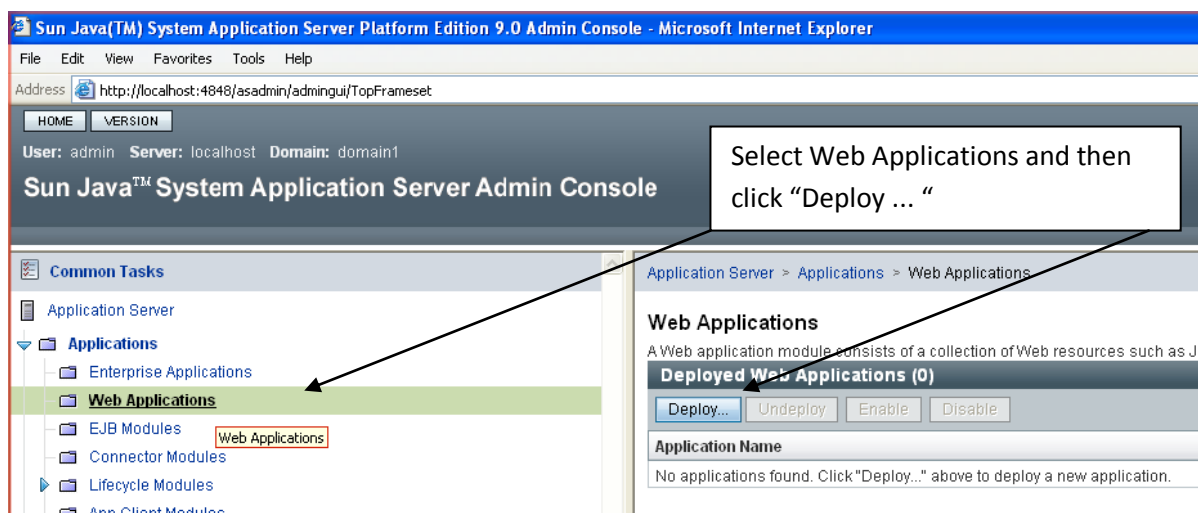 Sun Java(TM) System Application Server Platform Edition 9.0 Admin Console - Microsoft Internet Explorer
File Edit View Favorites Tools Help
Address http://localhost:4848/asadmin/admingui/TopFrameset
HOME VERSION
User: admin Server: localhost Domain: domain1
Sun Java™ System Application Server Admin Console
Select Web Applications and then
click “Deploy ... “
Common Tasks
Application Server
Applications
Enterprise Applications
Web Applications
EJB Modules
Web Applications
Connector Modules
Lifecycle Modules
App Client Modules
Application Server > Applications > Web Applications
Web Applications
A Web application module consists of a collection of Web resources such as J
Deployed Web Applications (0)
Deploy... Undeploy Enable Disable
Application Name
No applications found. Click "Deploy..." above to deploy a new application.